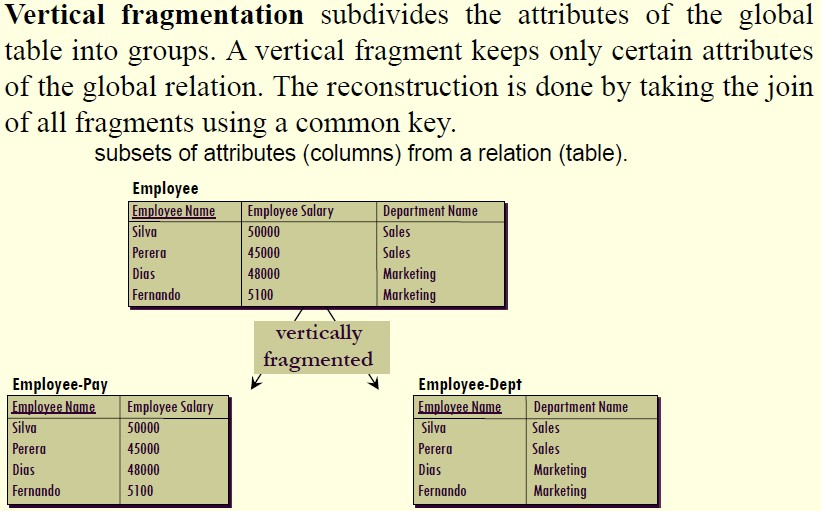 Vertical fragmentation subdivides the attributes of the global
table into groups. A vertical fragment keeps only certain attributes
of the global relation. The reconstruction is done by taking the join
of all fragments using a common key.
subsets of attributes (columns) from a relation (table).
Employee
Employee Name Employee Salary Department Name
Silva 50000 Sales
Perera 45000 Sales
Dias 48000 Marketing
Fernando 5100 Marketing
vertically
fragmented
Employee-Pay
Employee Name Employee Salary
Silva 50000
Perera 45000
Dias 48000
Fernando 5100
Employee-Dept
Employee Name Department Name
Silva Sales
Perera Sales
Dias Marketing
Fernando Marketing